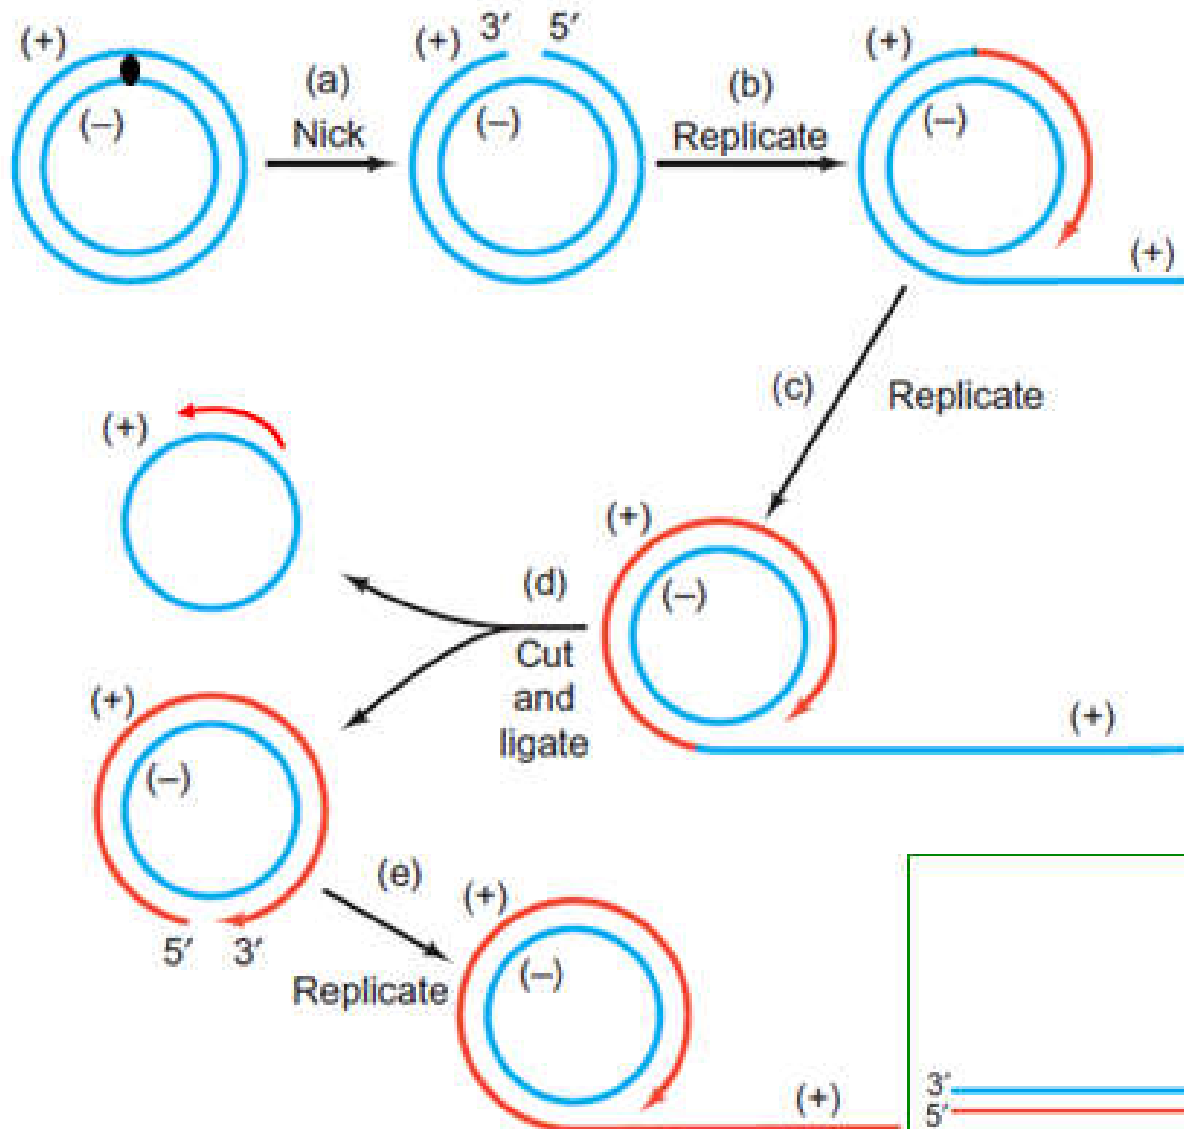 (+)
(–)
(a)
Nick
(+) 3′ 5′
(–)
(b)
Replicate
(+)
(–)
(+)
(c)
Replicate
(+)
(+)
(–)
(+)
(d)
Cut
and
ligate
(+)
(–)
5′ 3′
(e)
Replicate
(+)
(–)
(+)
3′
5′